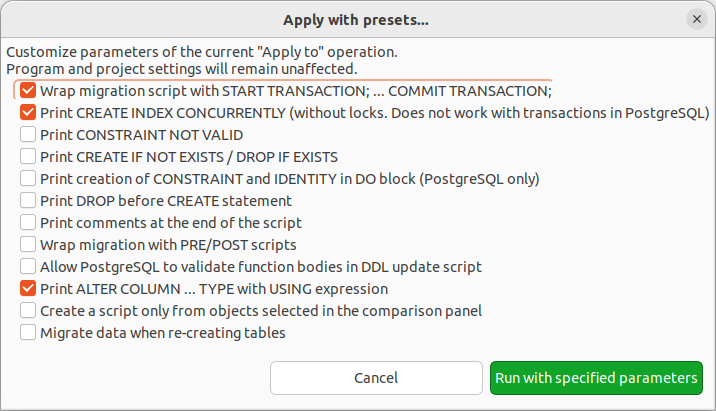 Apply with presets...
Customize parameters of the current "Apply to" operation.
Program and project settings will remain unaffected.
Wrap migration script with START TRANSACTION; ... COMMIT TRANSACTION;
Print CREATE INDEX CONCURRENTLY (without locks. Does not work with transactions in PostgreSQL)
Print CONSTRAINT NOT VALID
Print CREATE IF NOT EXISTS / DROP IF EXISTS
Print creation of CONSTRAINT and IDENTITY in DO block (PostgreSQL only)
Print DROP before CREATE statement
Print comments at the end of the script
Wrap migration with PRE/POST scripts
Allow PostgreSQL to validate function bodies in DDL update script
Print ALTER COLUMN ... TYPE with USING expression
Create a script only from objects selected in the comparison panel
Migrate data when re-creating tables
Cancel
Run with specified parameters